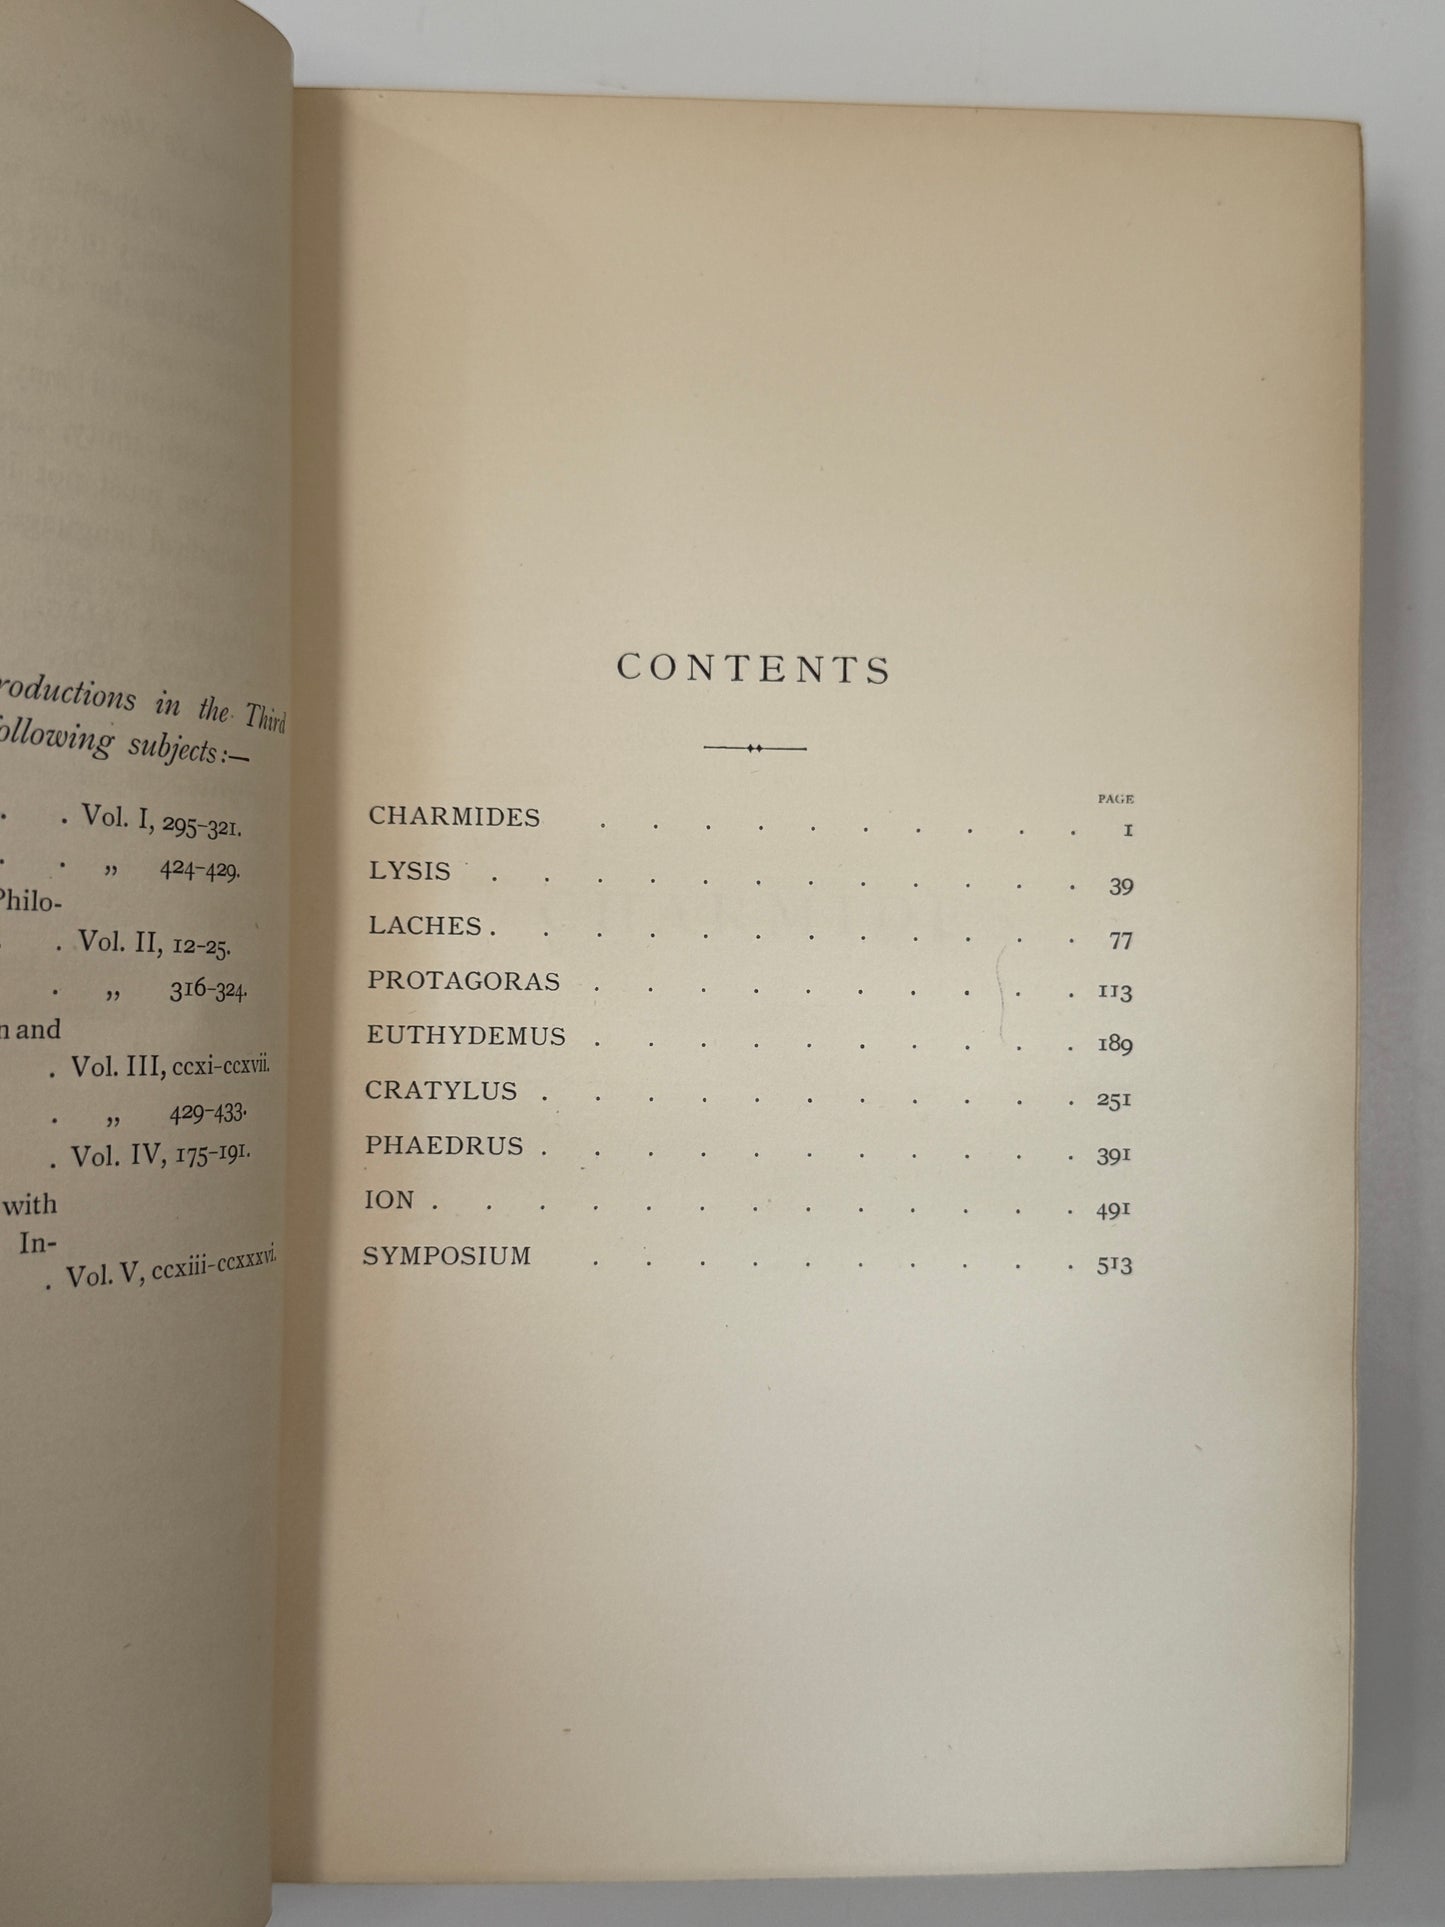 roductions in the Third
ollowing subjects:—
. . Vol. I, 295-321.
. . „ 424-429.
Philo-
. . Vol. II, 12-25.
. „ 316-324.
n and
. Vol. III, ccxi-ccxvii.
. „ 429-433.
. Vol. IV, 175-191.
with
In-
. Vol. V, ccxiii-ccxxxvi.
CONTENTS
PAGE
CHARMIDES . . . . . . . . . . 1
LYSIS . . . . . . . . . . . . 39
LACHES . . . . . . . . . . . . 77
PROTAGORAS . . . . . . . . . . 113
EUTHYDEMUS . . . . . . . . . . 189
CRATYLUS . . . . . . . . . . . 251
PHAEDRUS . . . . . . . . . . . 391
ION . . . . . . . . . . . . . 491
SYMPOSIUM . . . . . . . . . . 513